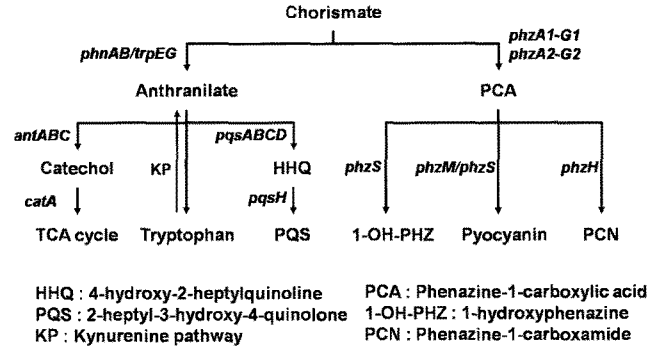 Chorismate
phnAB/trpEG
phzA1-G1
phzA2-G2
Anthranilate
PCA
antABC
pqsABCD
Catechol
KP
HHQ
phzS
phzM/phzS
phzH
catA
pqsH
TCA cycle
Tryptophan
PQS
1-OH-PHZ
Pyocyanin
PCN
HHQ : 4-hydroxy-2-heptylquinoline
PQS : 2-heptyl-3-hydroxy-4-quinolone
KP : Kynurenine pathway
PCA : Phenazine-1-carboxylic acid
1-OH-PHZ : 1-hydroxyphenazine
PCN : Phenazine-1-carboxamide